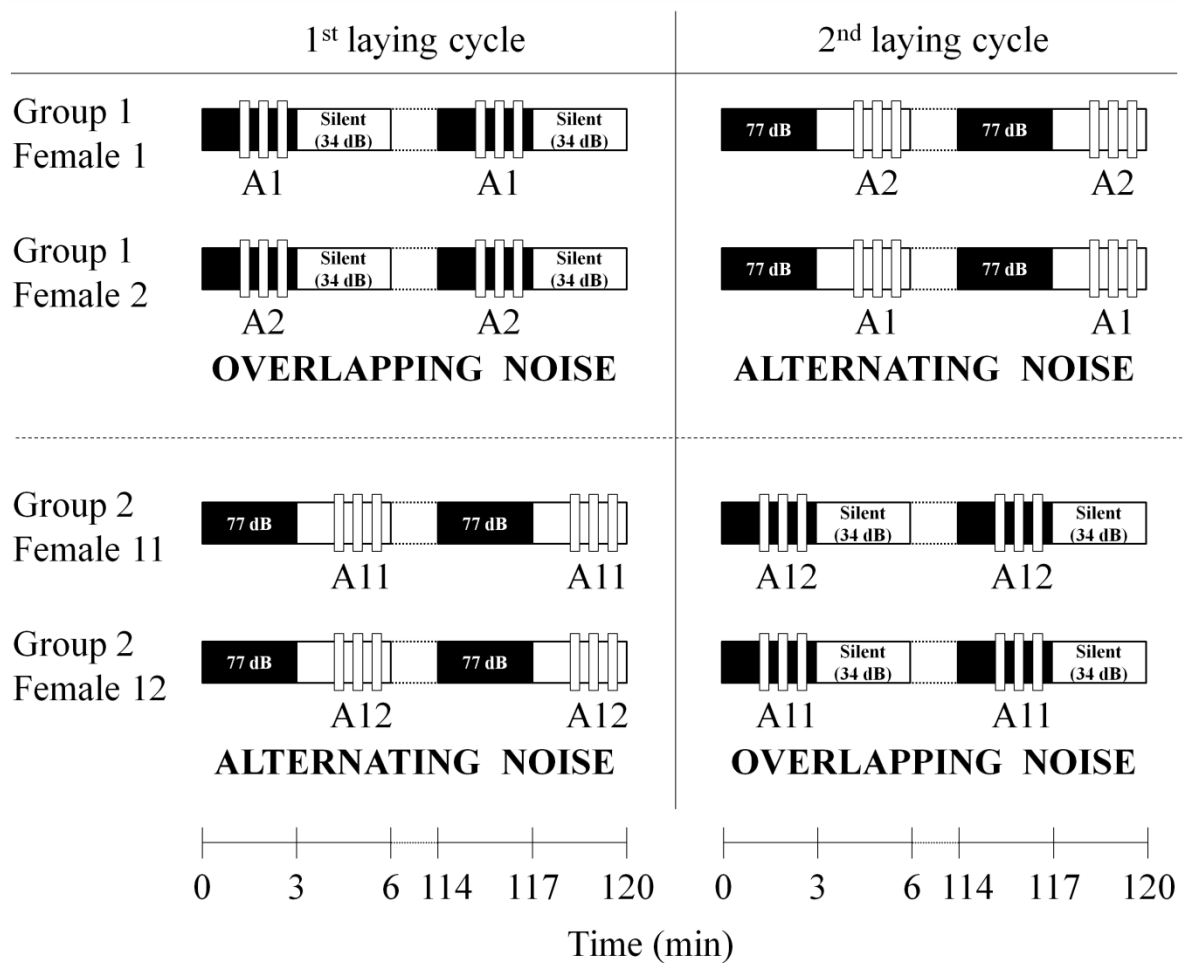 1st laying cycle
2nd laying cycle
Group 1
Female 1
Silent
(34 dB)
Silent
(34 dB)
A1
A1
77 dB
77 dB
A2
A2
Group 1
Female 2
Silent
(34 dB)
Silent
(34 dB)
A2
A2
77 dB
77 dB
A1
A1
OVERLAPPING NOISE
ALTERNATING NOISE
Group 2
Female 11
77 dB
77 dB
A11
A11
Silent
(34 dB)
Silent
(34 dB)
A12
A12
Group 2
Female 12
77 dB
77 dB
A12
A12
Silent
(34 dB)
Silent
(34 dB)
A11
A11
ALTERNATING NOISE
OVERLAPPING NOISE
0 3 6 114 117 120
0 3 6 114 117 120
Time (min)